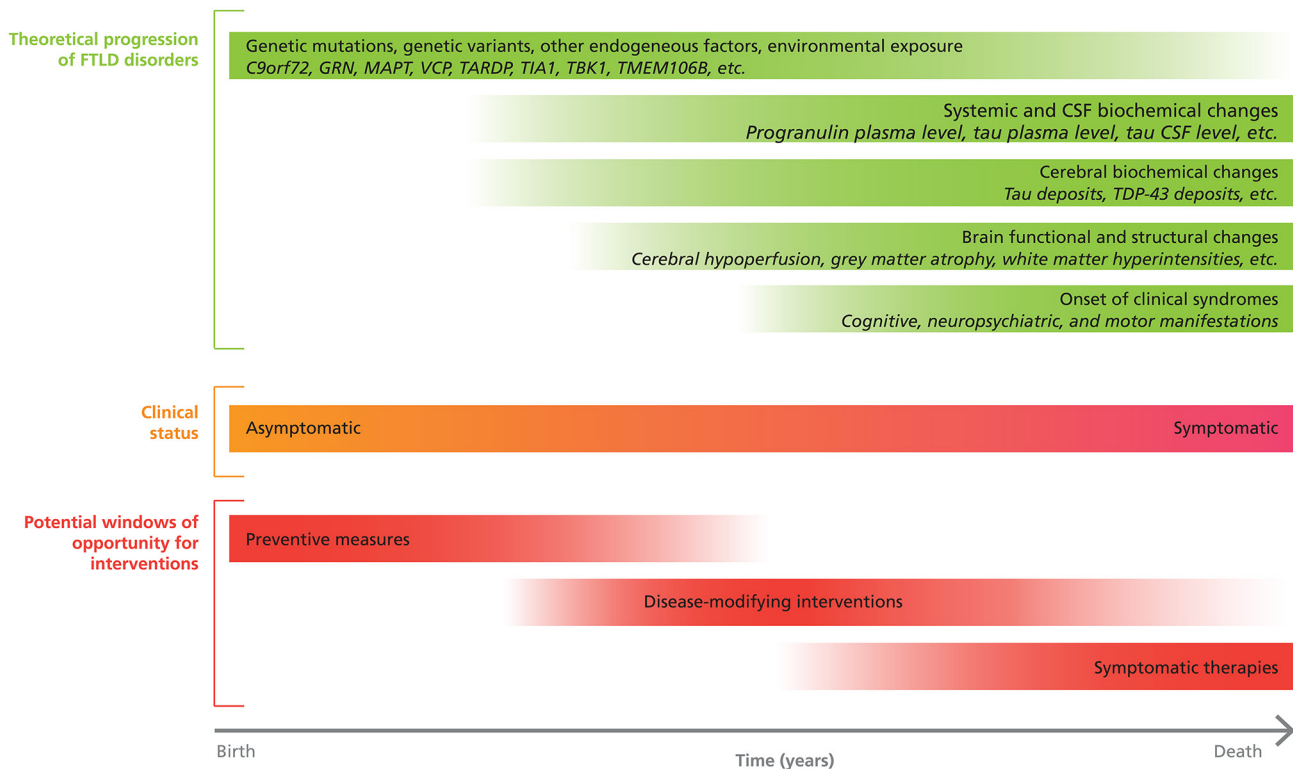 Theoretical progression
of FTLD disorders
Genetic mutations, genetic variants, other endogeneous factors, environmental exposure
C9orf72, GRN, MAPT, VCP, TARDP, TIA1, TBK1, TMEM106B, etc.
Systemic and CSF biochemical changes
Progranulin plasma level, tau plasma level, tau CSF level, etc.
Cerebral biochemical changes
Tau deposits, TDP-43 deposits, etc.
Brain functional and structural changes
Cerebral hypoperfusion, grey matter atrophy, white matter hyperintensities, etc.
Onset of clinical syndromes
Cognitive, neuropsychiatric, and motor manifestations
Clinical
status
Asymptomatic
Symptomatic
Potential windows of
opportunity for
interventions
Preventive measures
Disease-modifying interventions
Symptomatic therapies
Birth
Time (years)
Death